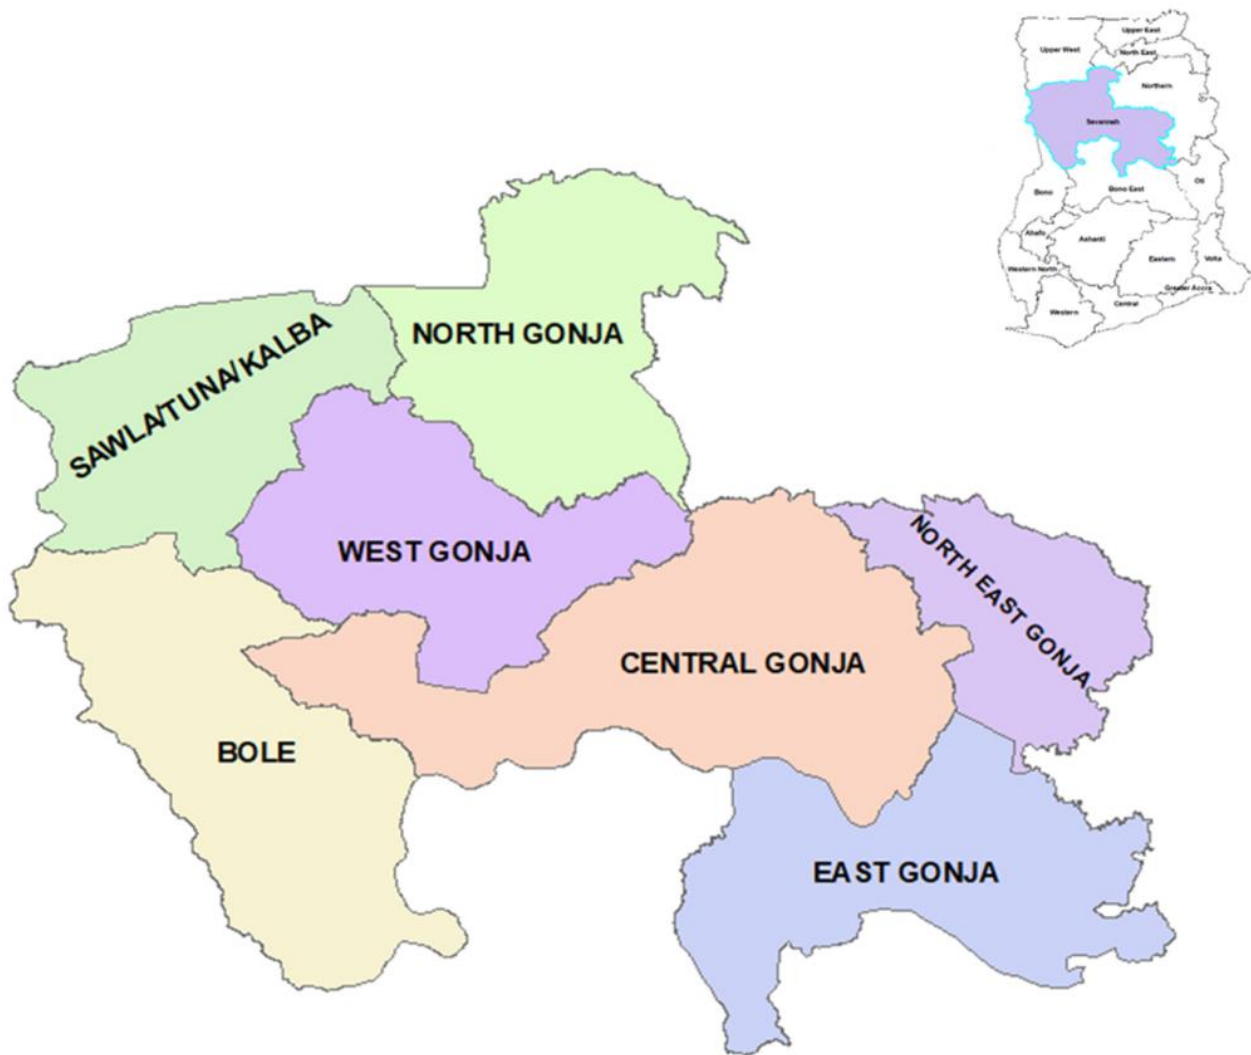 Upper East
Upper West
North East
Northern
Savannah
Oti
Bono
Bono East
Ahafo
Ashanti
Eastern
Volta
Western North
Greater Accra
Central
Western
NORTH GONJA
SAWLA/TUNA/KALBA
WEST GONJA
NORTH EAST GONJA
CENTRAL GONJA
BOLE
EAST GONJA